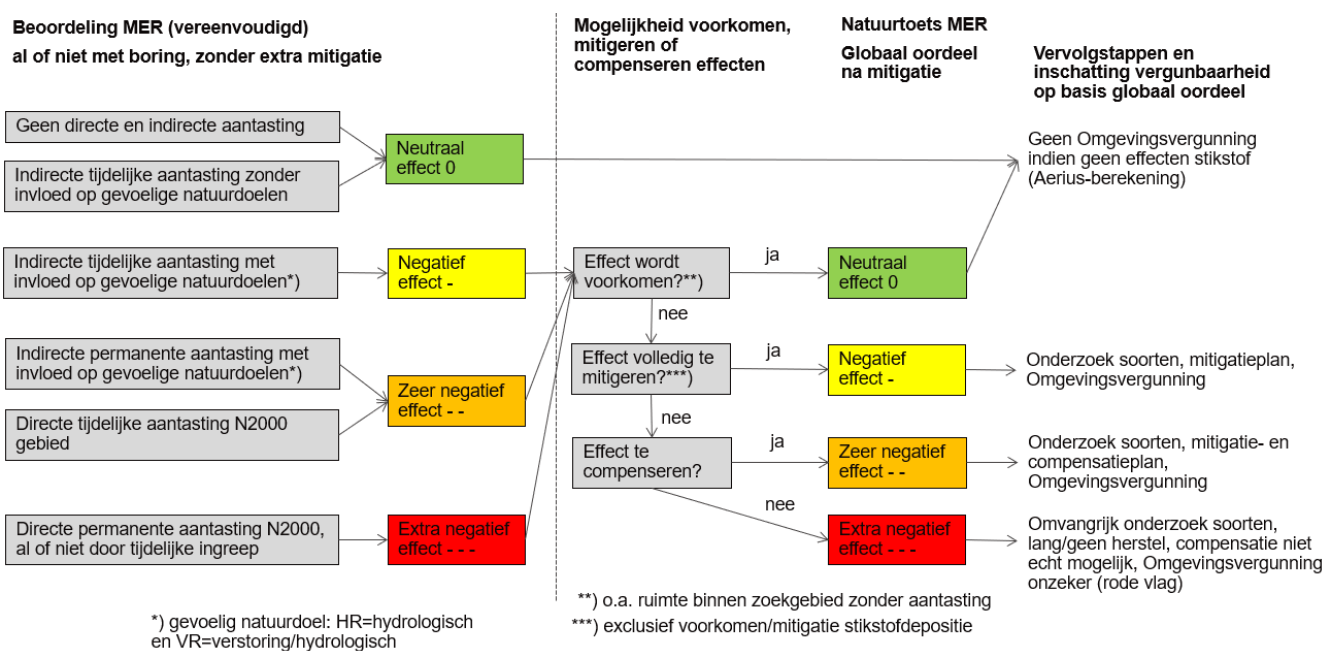 Beoordeling MER (vereenvoudigd)
al of niet met boring, zonder extra mitigatie
Mogelijkheid voorkomen,
mitigeren of
compenseren effecten
Natuurtoets MER
Globaal oordeel
na mitigatie
Vervolgstappen en
inschatting vergunbaarheid
op basis globaal oordeel
Geen directe en indirecte aantasting
Indirecte tijdelijke aantasting zonder
invloed op gevoelige natuurdoelen
Neutraal
effect 0
Geen Omgevingsvergunning
indien geen effecten stikstof
(Aerius-berekening)
Indirecte tijdelijke aantasting met
invloed op gevoelige natuurdoelen*)
Negatief
effect -
Effect wordt
voorkomen?**)
ja
Neutraal
effect 0
nee
Indirecte permanente aantasting met
invloed op gevoelige natuurdoelen*)
Directe tijdelijke aantasting N2000
gebied
Zeer negatief
effect - -
Effect volledig te
mitigeren?***)
ja
Negatief
effect -
Onderzoek soorten, mitigatieplan,
Omgevingsvergunning
nee
Effect te
compenseren?
ja
Zeer negatief
effect - -
Onderzoek soorten, mitigatie- en
compensatieplan,
Omgevingsvergunning
nee
Directe permanente aantasting N2000,
al of niet door tijdelijke ingreep
Extra negatief
effect - - -
Extra negatief
effect - - -
Omvangrijk onderzoek soorten,
lang/geen herstel, compensatie niet
echt mogelijk, Omgevingsvergunning
onzeker (rode vlag)
*) gevoelig natuurdoel: HR=hydrologisch
en VR=verstoring/hydrologisch
**) o.a. ruimte binnen zoekgebied zonder aantasting
***) exclusief voorkomen/mitigatie stikstofdepositie